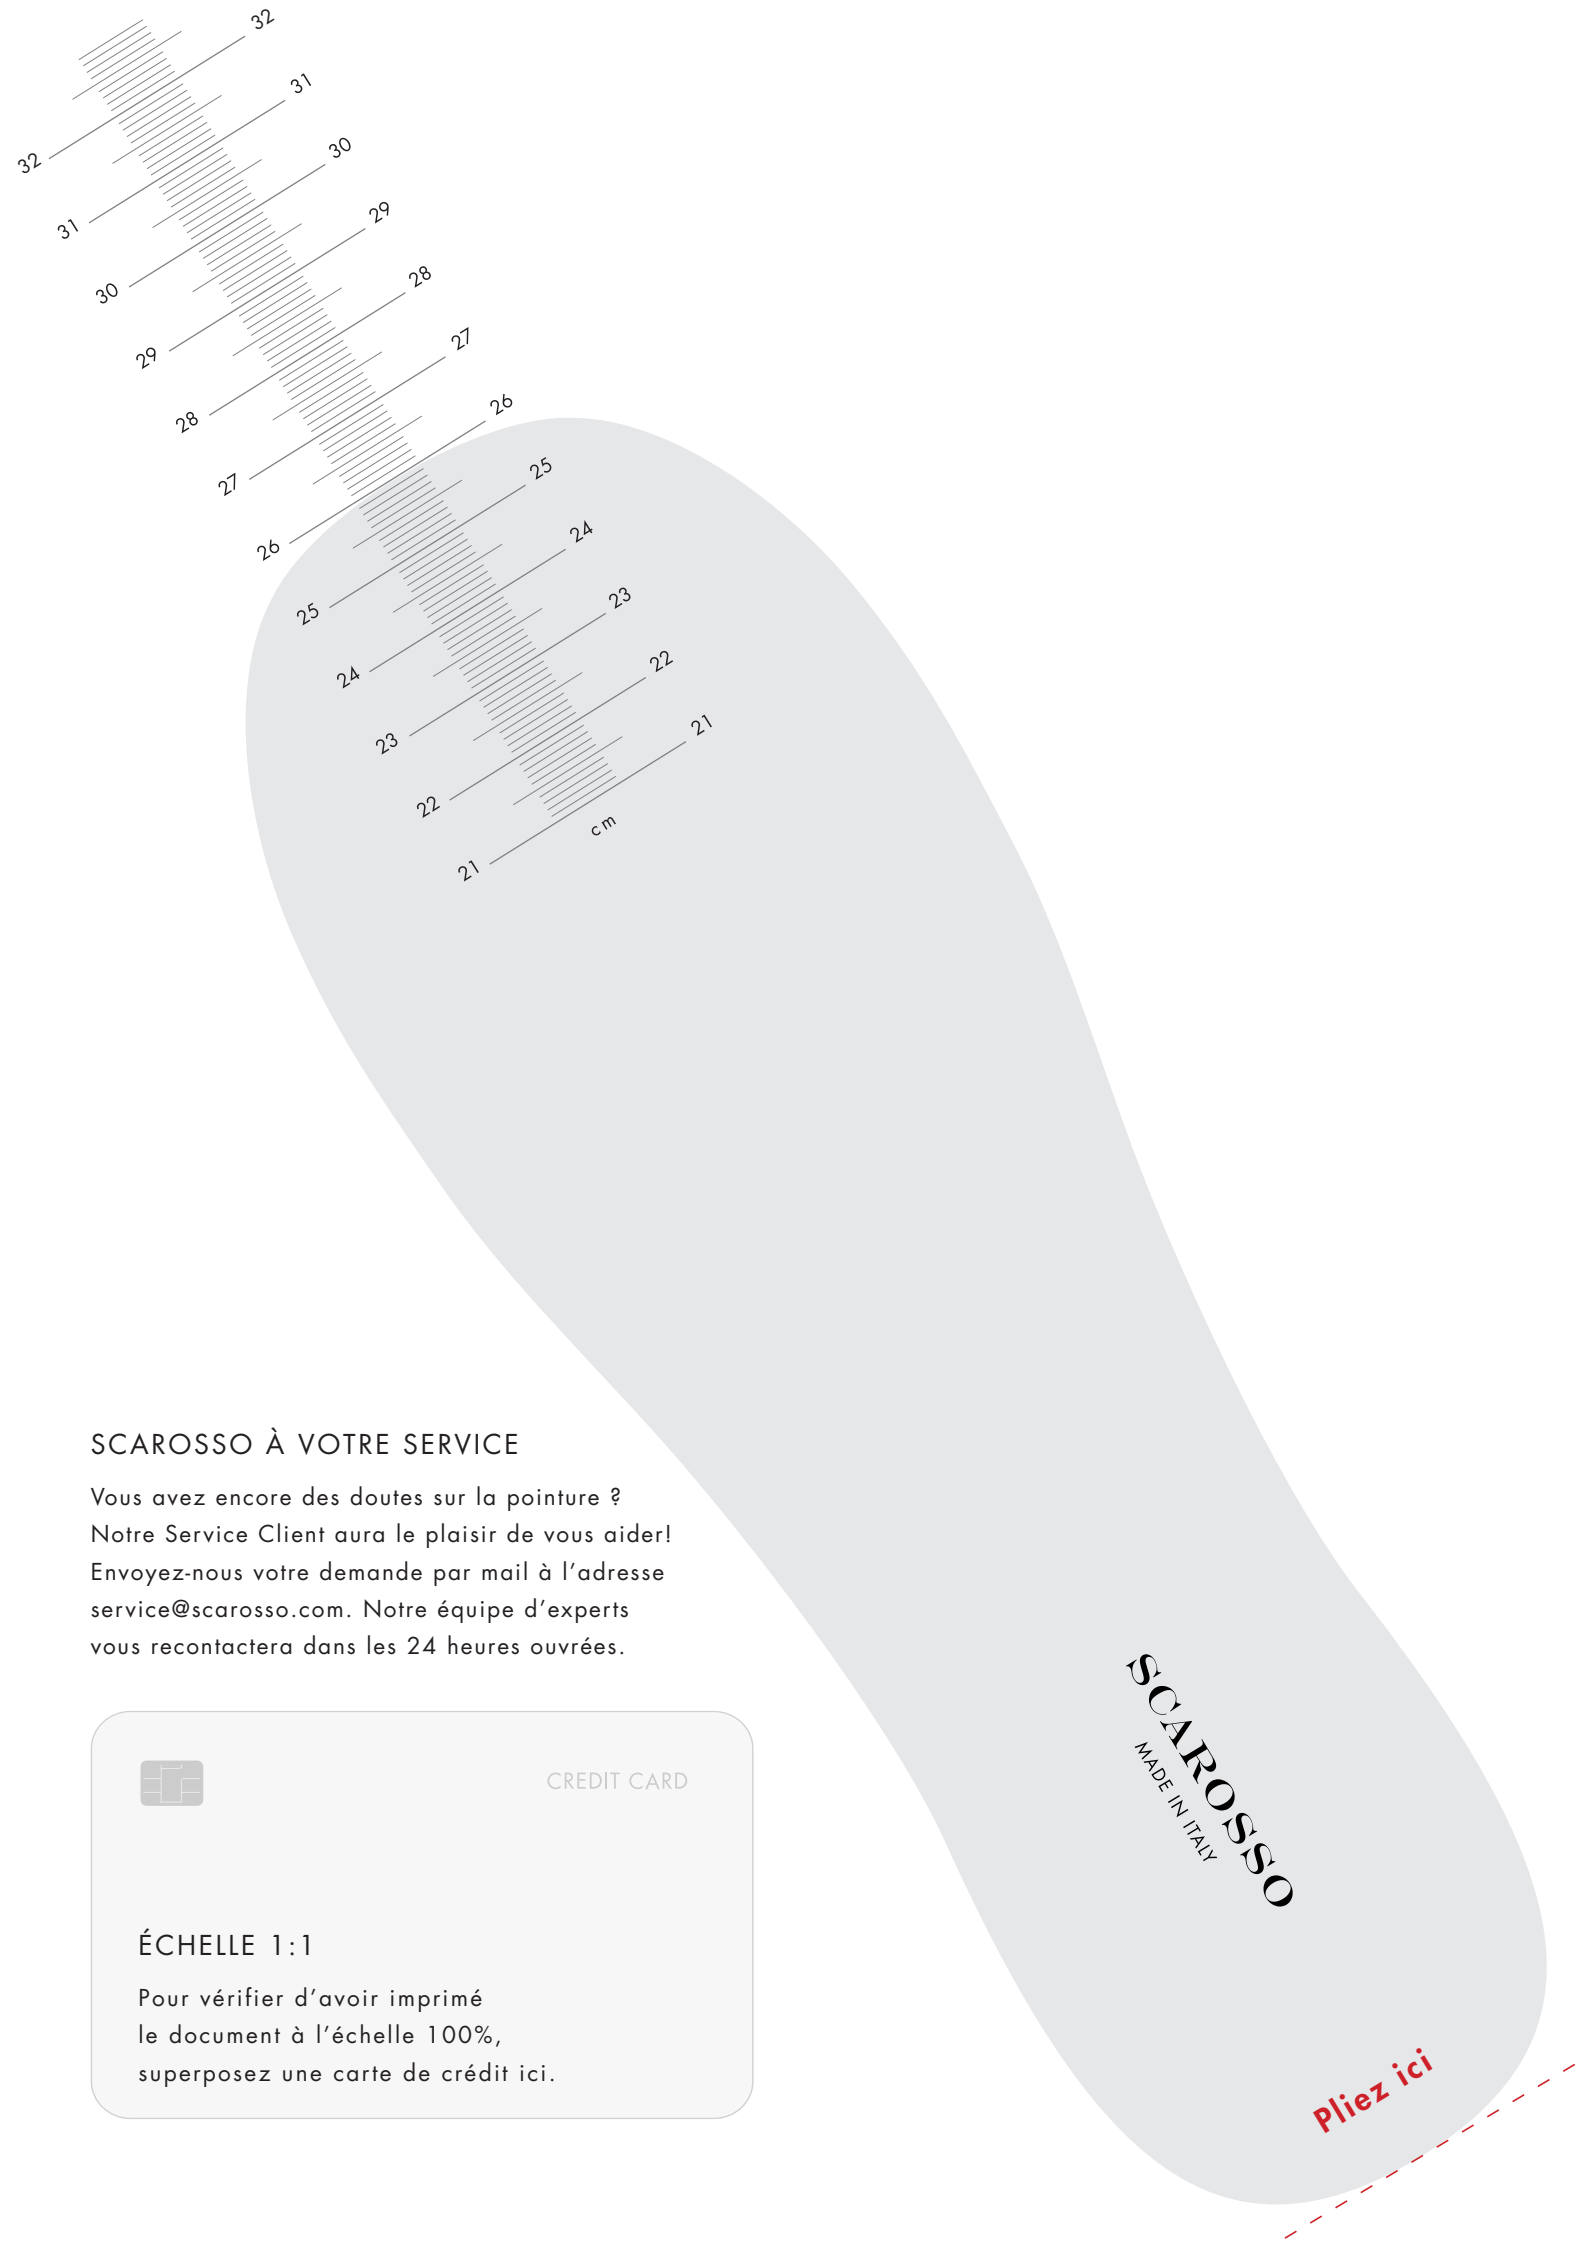 32
31
30
29
28
27
26
25
24
23
22
21
32
31
30
29
28
27
26
25
24
23
22
21
cm
SCAROSSO À VOTRE SERVICE
Vous avez encore des doutes sur la pointure ?
Notre Service Client aura le plaisir de vous aider!
Envoyez-nous votre demande par mail à l’adresse
service@scarosso.com. Notre équipe d’experts
vous recontactera dans les 24 heures ouvrées.
CREDIT CARD
ÉCHELLE 1:1
Pour vérifier d’avoir imprimé
le document à l’échelle 100%,
superposez une carte de crédit ici.
SCAROSSO
MADE IN ITALY
Pliez ici